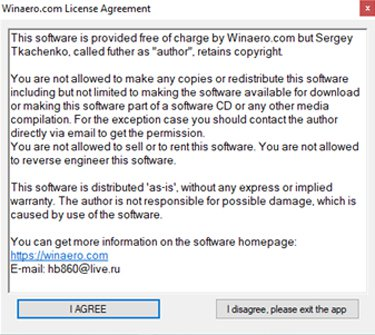 Winaero.com License Agreement
x
This software is provided free of charge by Winaero.com but Sergey
Tkachenko, called futher as "author", retains copyright.
You are not allowed to make any copies or redistribute this software
including but not limited to making the software available for download
or making this software part of a software CD or any other media
compilation. For the exception case you should contact the author
directly via email to get the permission.
You are not allowed to sell or to rent this software. You are not allowed
to reverse engineer this software.
This software is distributed 'as-is', without any express or implied
warranty. The author is not responsible for possible damage, which is
caused by use of the software.
You can get more information on the software homepage:
https://winaero.com
E-mail: hb860@live.ru
I AGREE
I disagree, please exit the app